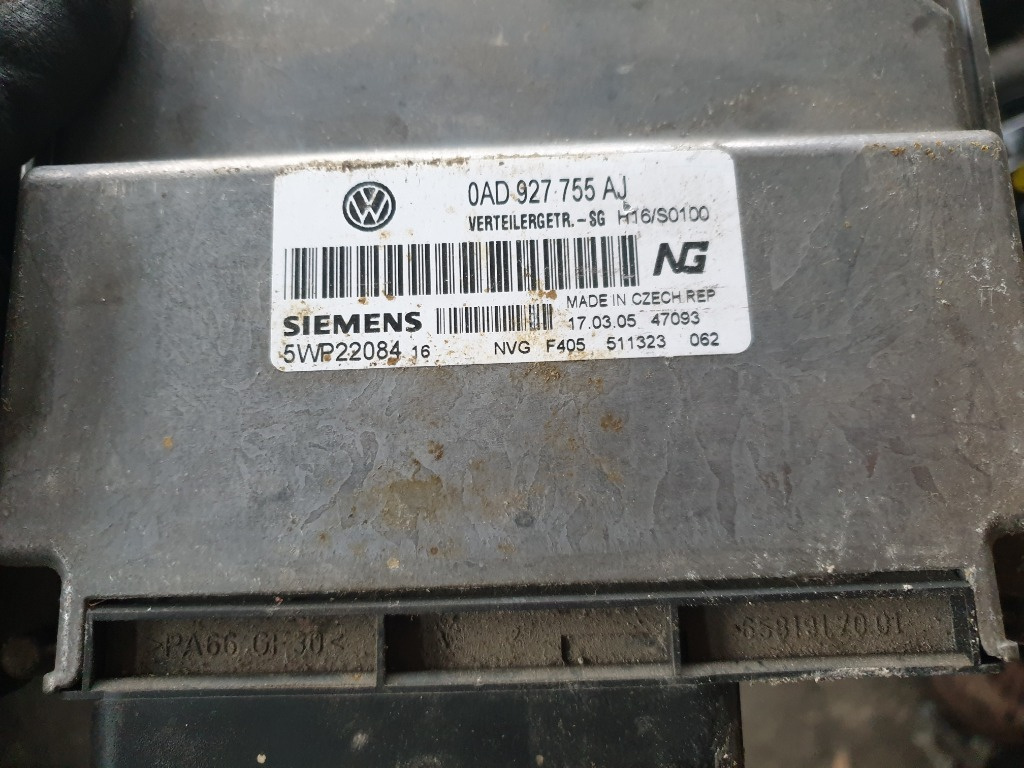 0AD 927 755 AJ
VERTEILERGETR.-SG H16/S0100
NG
MADE IN CZECH.REP
SIEMENS 17.03.05 47093
5WP22084 16 NVG F405 511323 062
>PA66 GF30<